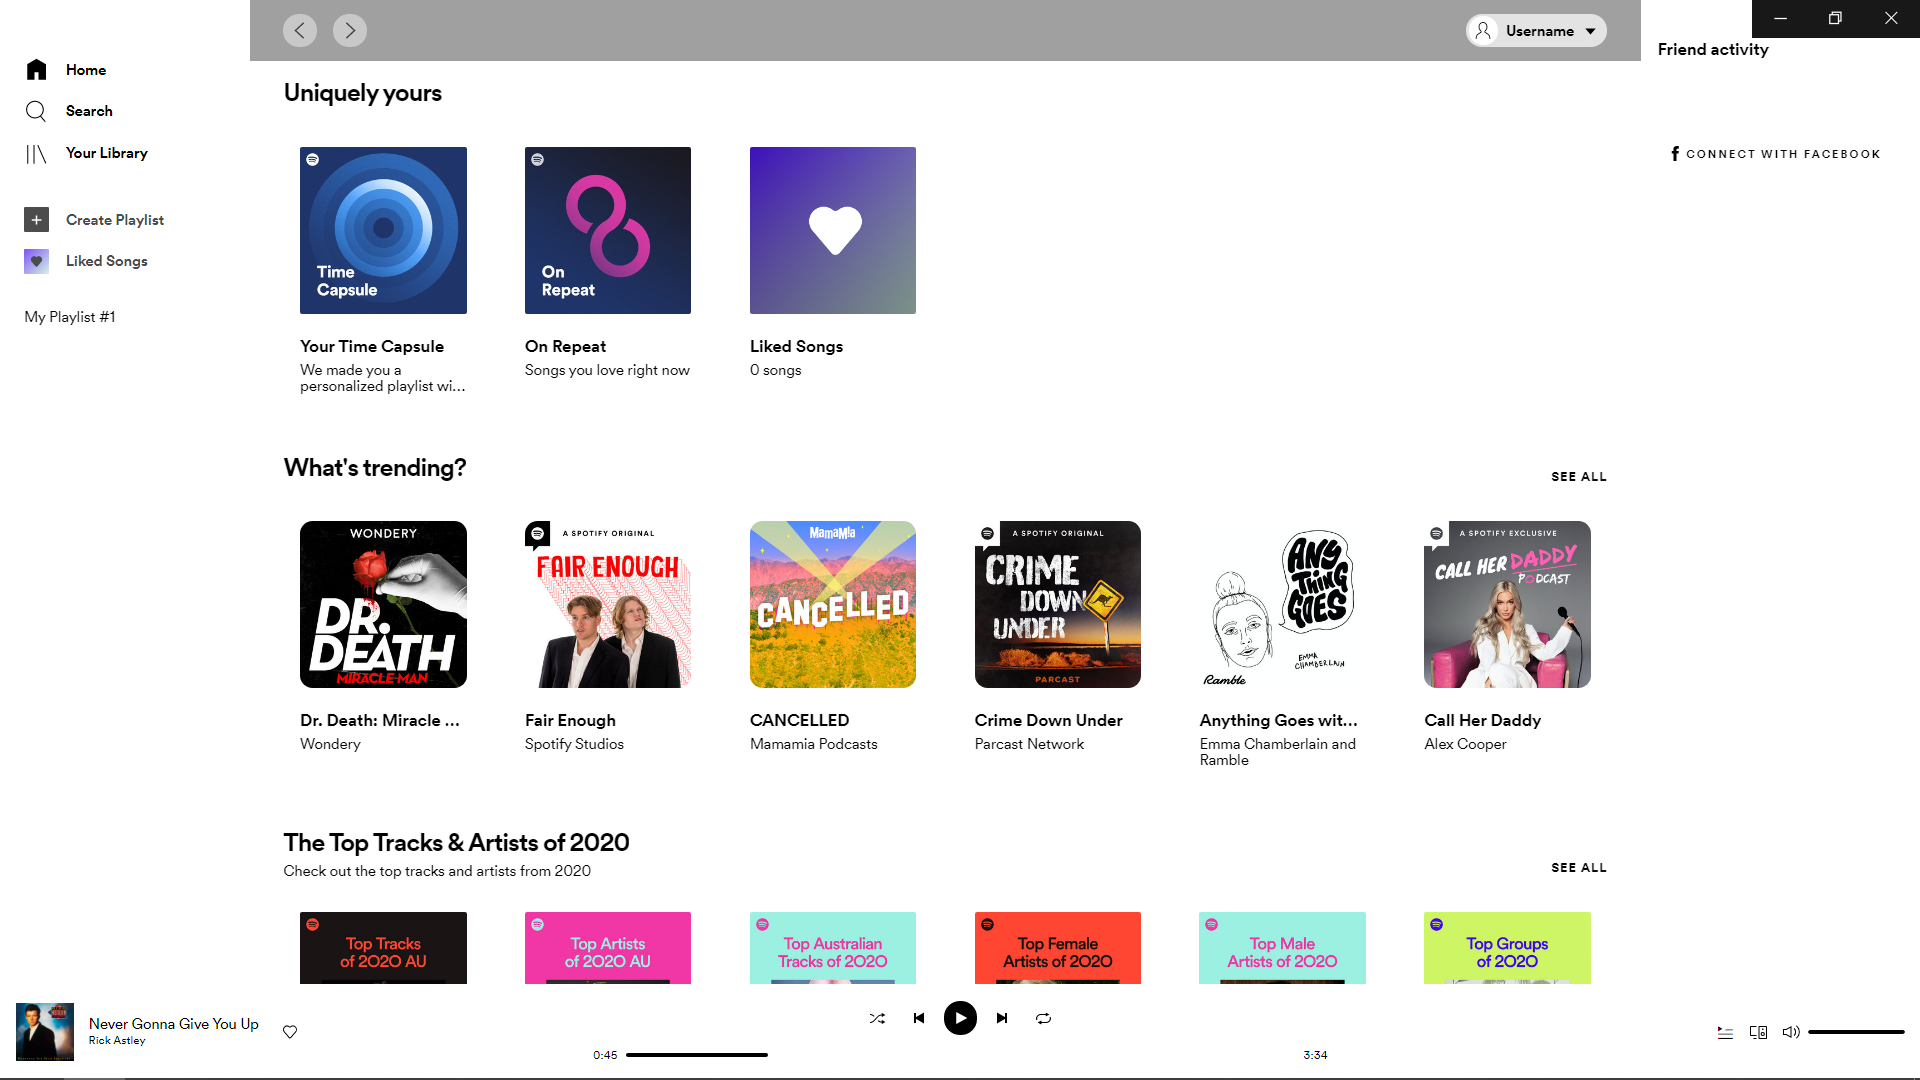 Username
Friend activity
Home
Search
Your Library
Create Playlist
Liked Songs
My Playlist #1
CONNECT WITH FACEBOOK
Uniquely yours
Time
Capsule
On
Repeat
Your Time Capsule
We made you a
personalized playlist wi...
On Repeat
Songs you love right now
Liked Songs
0 songs
What's trending?
SEE ALL
WONDERY
DR.
DEATH
MIRACLE-MAN
A SPOTIFY ORIGINAL
FAIR ENOUGH
MamaMia
CANCELLED
A SPOTIFY ORIGINAL
CRIME
DOWN
UNDER
PARCAST
ANY
THING
GOES
EMMA
CHAMBERLAIN
Ramble
A SPOTIFY EXCLUSIVE
CALL HER DADDY
PODCAST
Dr. Death: Miracle ...
Wondery
Fair Enough
Spotify Studios
CANCELLED
Mamamia Podcasts
Crime Down Under
Parcast Network
Anything Goes wit...
Emma Chamberlain and
Ramble
Call Her Daddy
Alex Cooper
The Top Tracks & Artists of 2020
Check out the top tracks and artists from 2020
SEE ALL
Top Tracks
of 2020 AU
Top Artists
of 2020 AU
Top Australian
Tracks of 2020
Top Female
Artists of 2020
Top Male
Artists of 2020
Top Groups
of 2020
Never Gonna Give You Up
Rick Astley
0:45
3:34